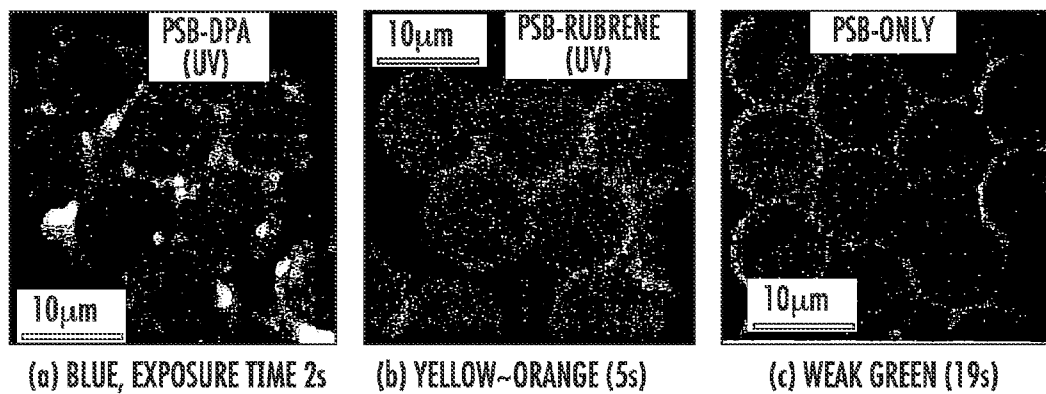 PSB-DPA
(UV)
10μm
(a) BLUE, EXPOSURE TIME 2s
10μm
PSB-RUBRENE
(UV)
(b) YELLOW~ORANGE (5s)
PSB-ONLY
10μm
(c) WEAK GREEN (19s)